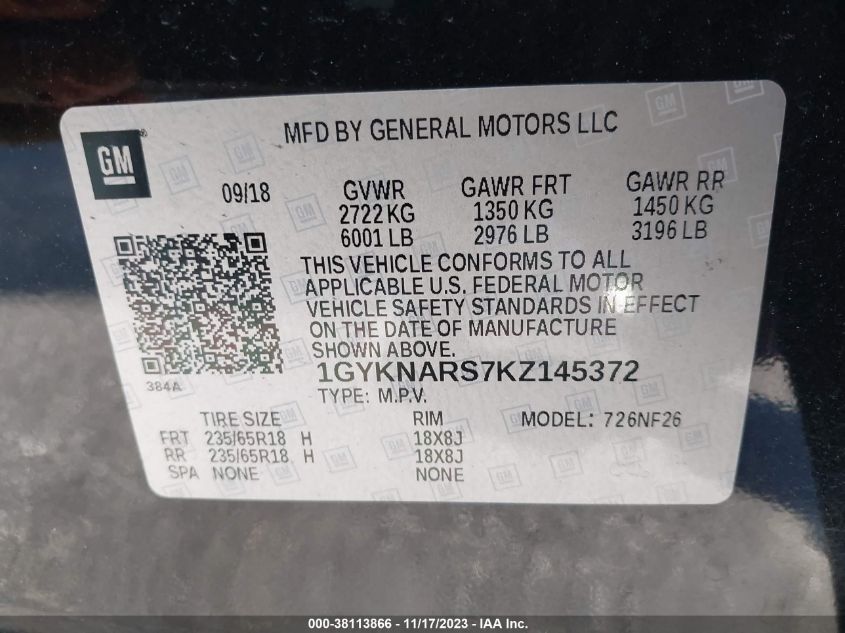 GM
MFD BY GENERAL MOTORS LLC
09/18
GVWR GAWR FRT GAWR RR
2722 KG 1350 KG 1450 KG
6001 LB 2976 LB 3196 LB
THIS VEHICLE CONFORMS TO ALL
APPLICABLE U.S. FEDERAL MOTOR
VEHICLE SAFETY STANDARDS IN EFFECT
ON THE DATE OF MANUFACTURE
SHOWN ABOVE.
384A
1GYKNARS7KZ145372
TYPE: M.P.V.
TIRE SIZE RIM MODEL: 726NF26
FRT 235/65R18 H 18X8J
RR 235/65R18 H 18X8J
SPA NONE NONE
000-38113866 - 11/17/2023 - IAA Inc.